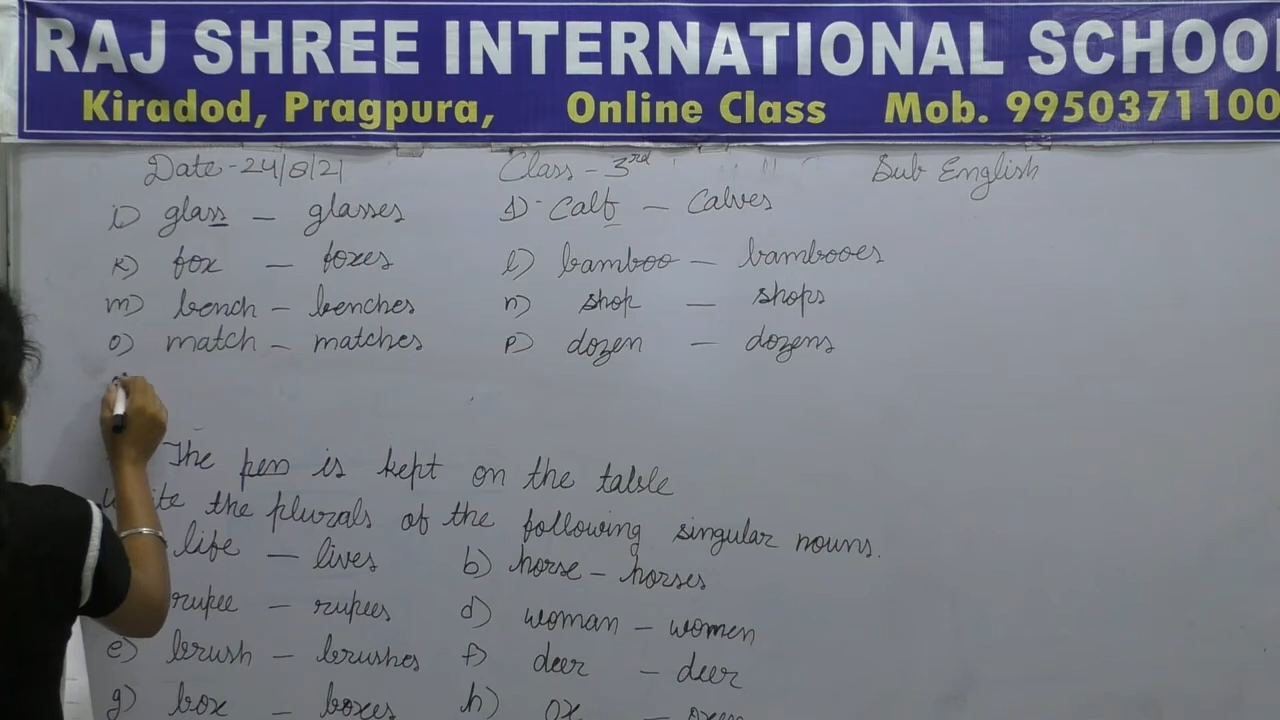 RAJ SHREE INTERNATIONAL SCHOO
Kiradod, Pragpura, Online Class Mob. 9950371100
Date-24/8/21 Class-3rd Sub English
i) glass - glasses j) calf - calves
k) fox - foxes l) bamboo - bambooes
m) bench - benches n) shop - shops
o) match - matches p) dozen - dozens
The pen is kept on the table
the plurals of the following singular nouns.
life - lives b) horse - horses
rupee - rupees d) woman - women
e) brush - brushes f) deer - deer
g) box - boxes h) ox - oxen